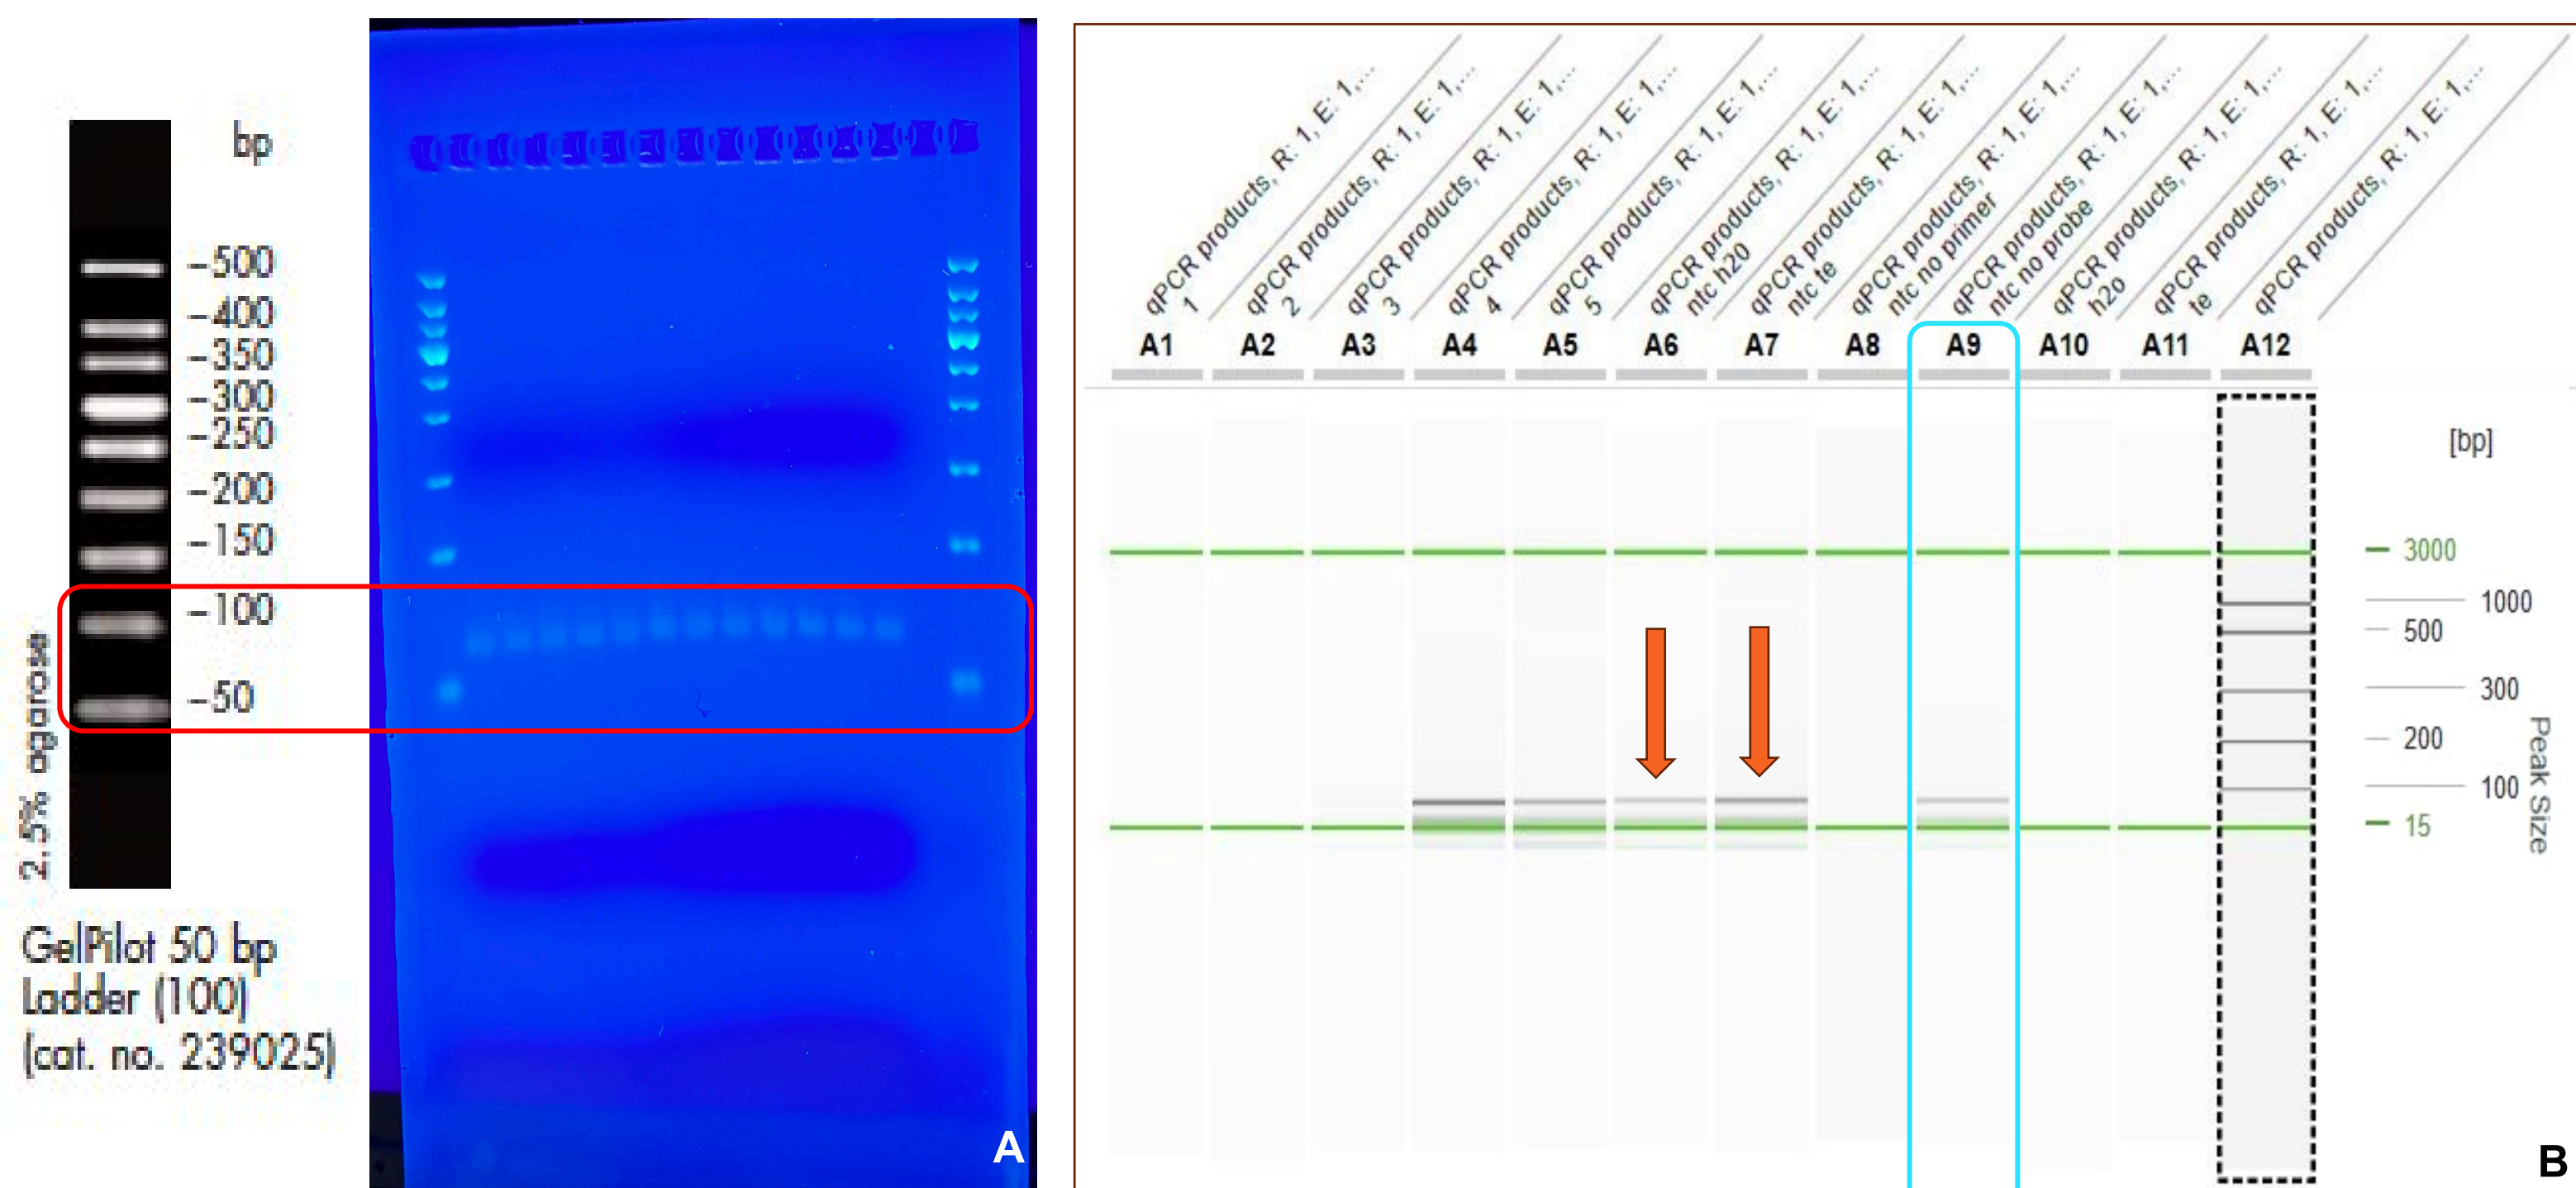 bp
–500
–400
–350
–300
–250
–200
–150
–100
–50
2.5% agarose
GelPilot 50 bp
Ladder (100)
(cat. no. 239025)
A
qPCR products, R: 1, E: 1,...
1
qPCR products, R: 1, E: 1,...
2
qPCR products, R: 1, E: 1,...
3
qPCR products, R: 1, E: 1,...
4
qPCR products, R: 1, E: 1,...
5
qPCR products, R: 1, E: 1,...
ntc h20
qPCR products, R: 1, E: 1,...
ntc te
qPCR products, R: 1, E: 1,...
ntc no primer
qPCR products, R: 1, E: 1,...
ntc no probe
qPCR products, R: 1, E: 1,...
h2o
qPCR products, R: 1, E: 1,...
te
qPCR products, R: 1, E: 1,...
A1 A2 A3 A4 A5 A6 A7 A8 A9 A10 A11 A12
[bp]
3000
1000
500
300
200
100
15
Peak Size
B